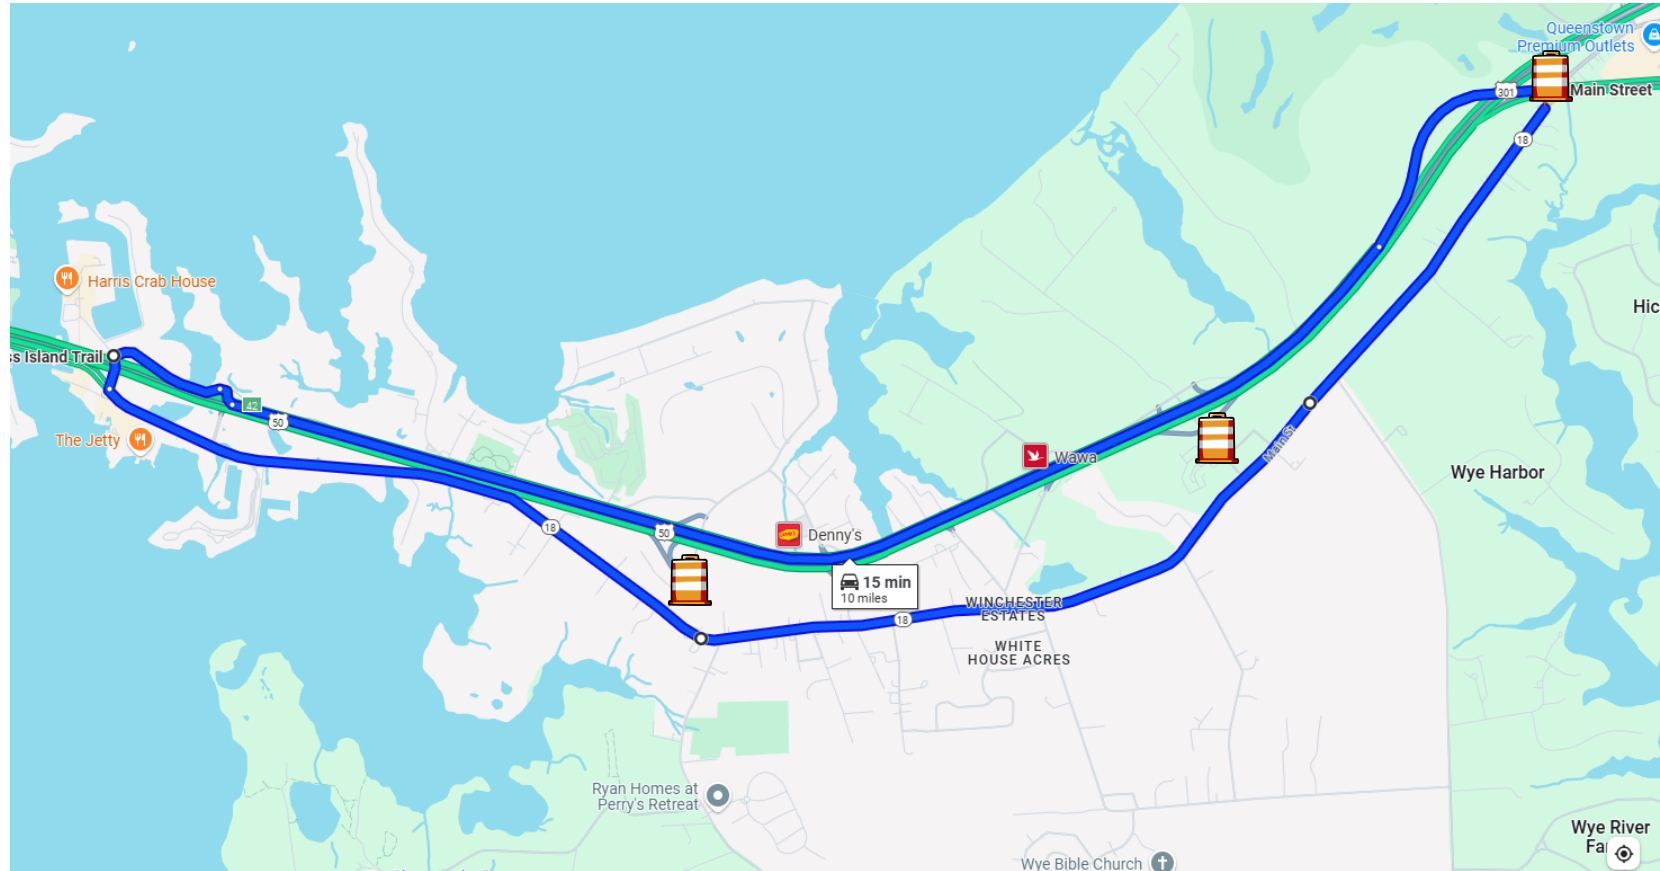 Queenstown
Premium Outlets
301
Main Street
18
Harris Crab House
Hic
ss Island Trail
42
50
The Jetty
Main St
Wawa
Wye Harbor
18
50
Denny's
15 min
10 miles
WINCHESTER
ESTATES
18
WHITE
HOUSE ACRES
Ryan Homes at
Perry's Retreat
Wye River
Fa
Wye Bible Church